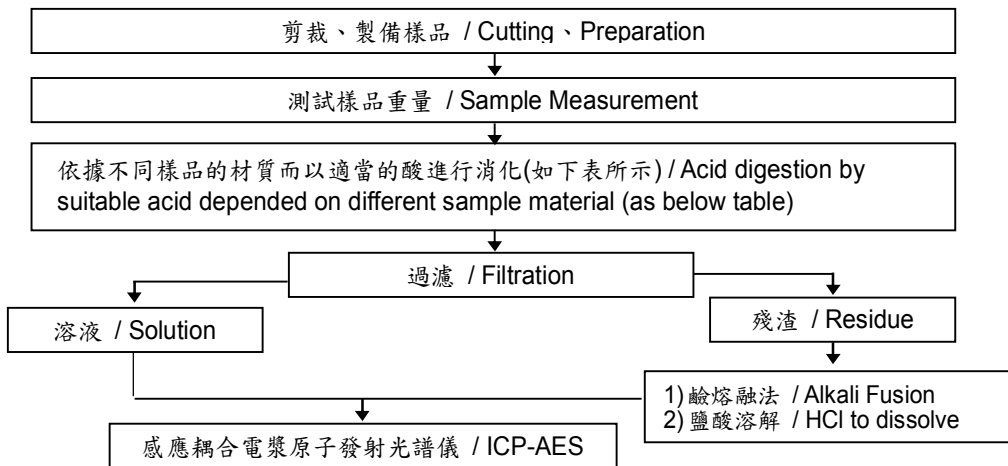 剪裁、製備樣品 / Cutting、Preparation
測試樣品重量 / Sample Measurement
依據不同樣品的材質而以適當的酸進行消化(如下表所示) / Acid digestion by
suitable acid depended on different sample material (as below table)
過濾 / Filtration
溶液 / Solution
殘渣 / Residue
1) 鹼熔融法 / Alkali Fusion
2) 鹽酸溶解 / HCl to dissolve
感應耦合電漿原子發射光譜儀 / ICP-AES